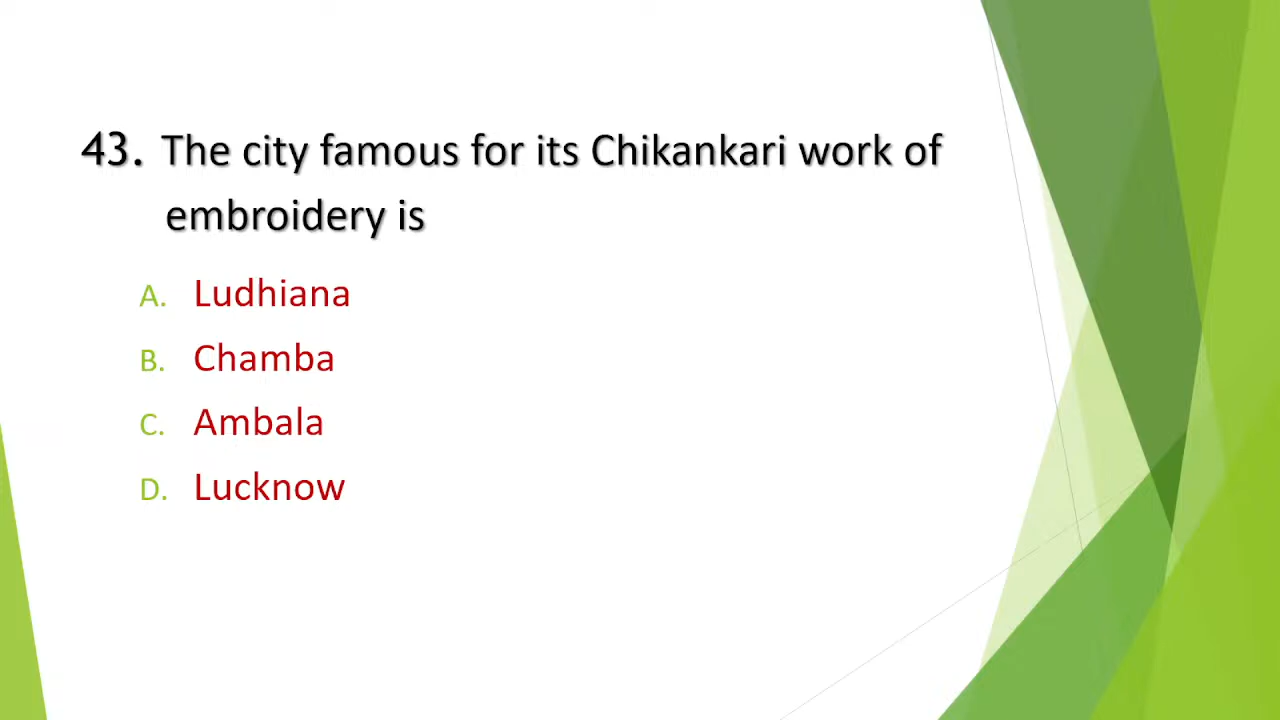 43. The city famous for its Chikankari work of
embroidery is
A. Ludhiana
B. Chamba
C. Ambala
D. Lucknow